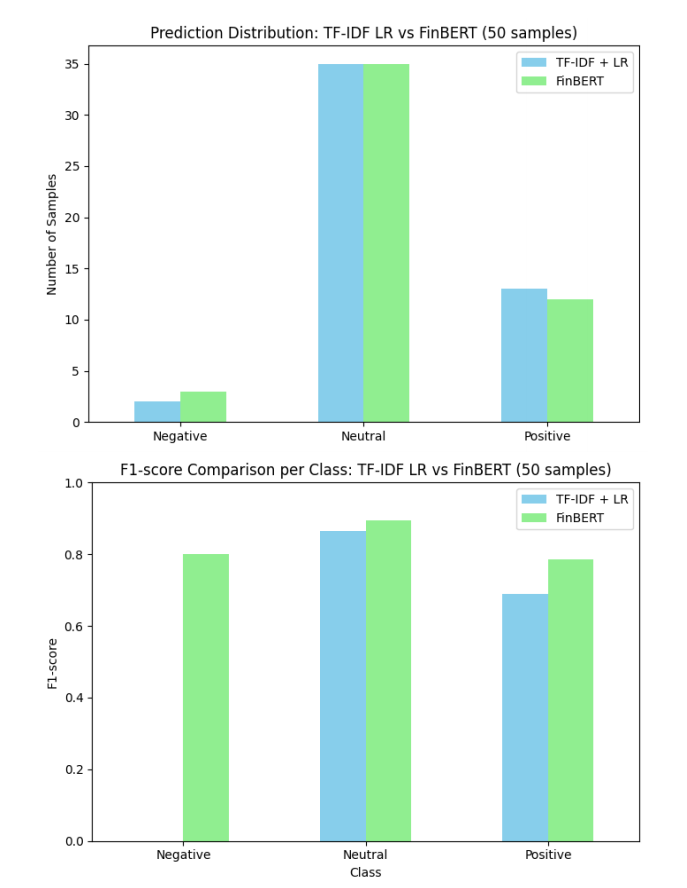 Prediction Distribution: TF-IDF LR vs FinBERT (50 samples)
TF-IDF + LR
FinBERT
Number of Samples
35
30
25
20
15
10
5
0
Negative
Neutral
Positive
F1-score Comparison per Class: TF-IDF LR vs FinBERT (50 samples)
TF-IDF + LR
FinBERT
F1-score
1.0
0.8
0.6
0.4
0.2
0.0
Negative
Neutral
Positive
Class